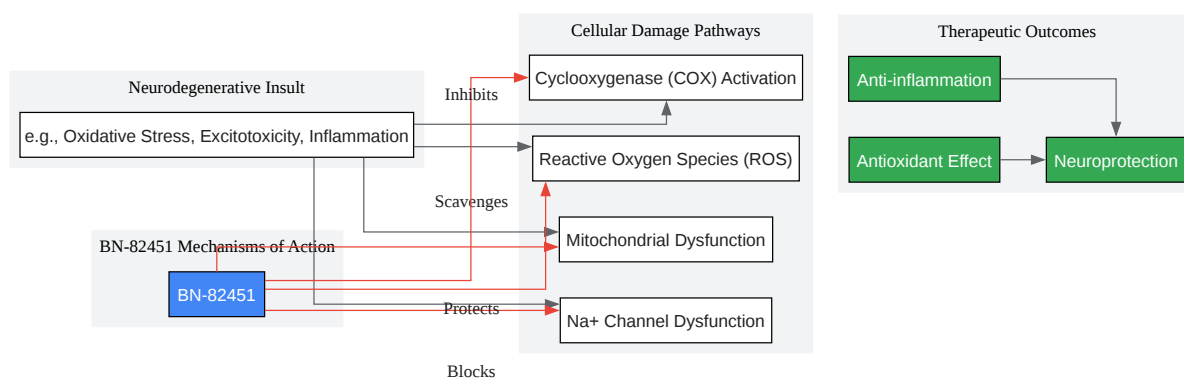 Neurodegenerative Insult
e.g., Oxidative Stress, Excitotoxicity, Inflammation
BN-82451 Mechanisms of Action
BN-82451
Inhibits
Scavenges
Protects
Blocks
Cellular Damage Pathways
Cyclooxygenase (COX) Activation
Reactive Oxygen Species (ROS)
Mitochondrial Dysfunction
Na+ Channel Dysfunction
Therapeutic Outcomes
Anti-inflammation
Antioxidant Effect
Neuroprotection